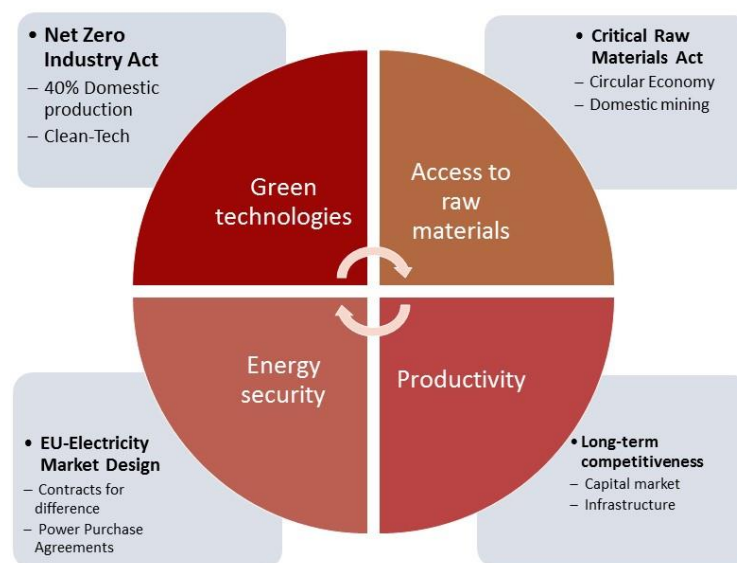 • Net Zero
Industry Act
– 40% Domestic
production
– Clean-Tech
• Critical Raw
Materials Act
– Circular Economy
– Domestic mining
Green
technologies
Access to
raw
materials
Energy
security
Productivity
• EU-Electricity
Market Design
– Contracts for
difference
– Power Purchase
Agreements
• Long-term
competitiveness
– Capital market
– Infrastructure